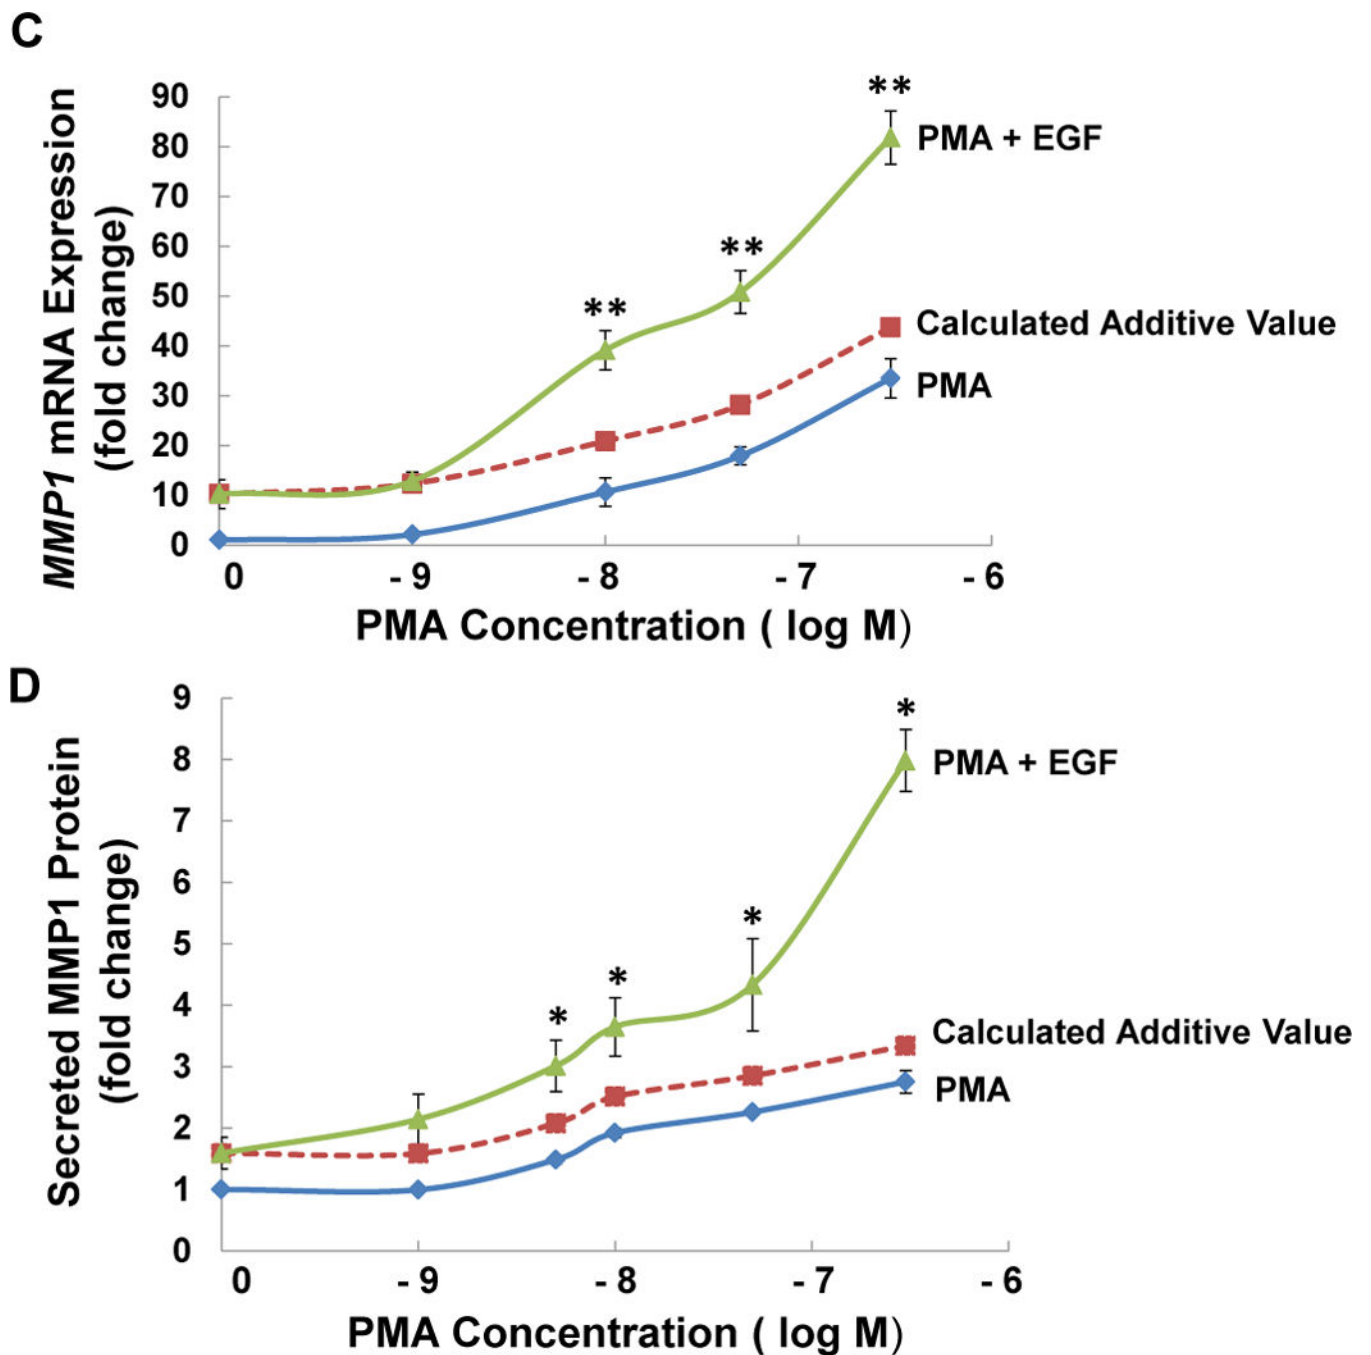 C
MMP1 mRNA Expression
(fold change)
90
80
70
60
50
40
30
20
10
0
**
**
**
PMA + EGF
Calculated Additive Value
PMA
0 - 9 - 8 - 7 - 6
PMA Concentration ( log M)
D
Secreted MMP1 Protein
(fold change)
9
8
7
6
5
4
3
2
1
0
*
*
*
*
PMA + EGF
Calculated Additive Value
PMA
0 - 9 - 8 - 7 - 6
PMA Concentration ( log M)